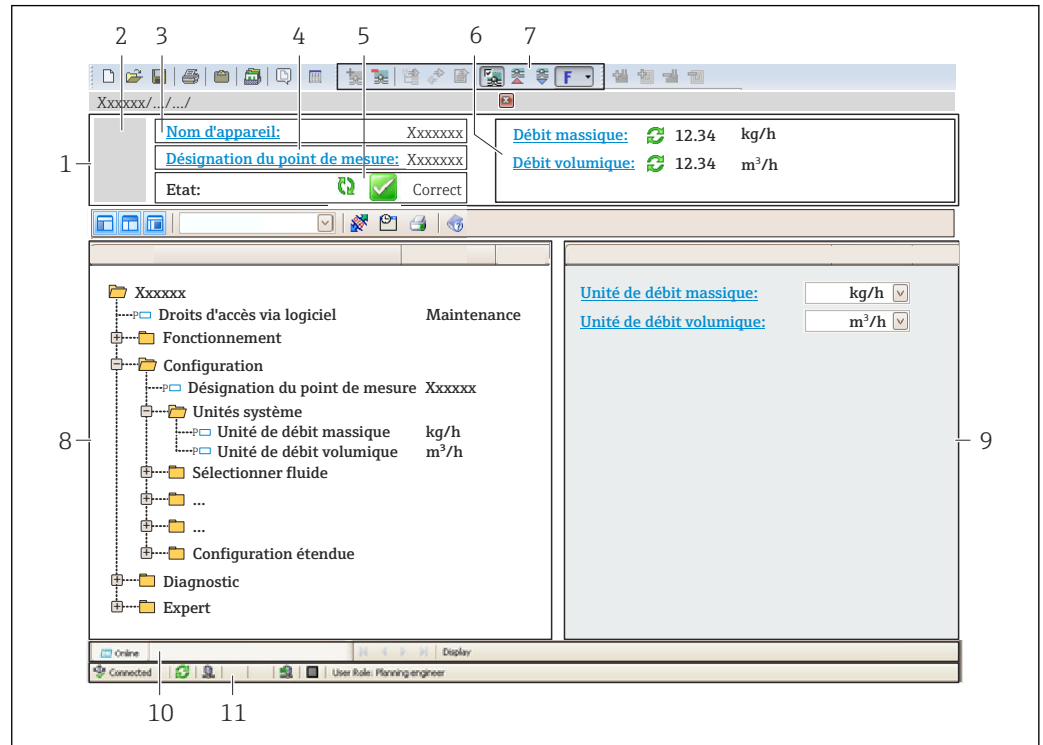 2 3 4 5 6 7
F
Xxxxxx/.../.../
1
Nom d'appareil: Xxxxxxx
Désignation du point de mesure: Xxxxxxx
Etat: Correct
Débit massique: 12.34 kg/h
Débit volumique: 12.34 m³/h
8
Xxxxxx
P Droits d'accès via logiciel Maintenance
Fonctionnement
Configuration
P Désignation du point de mesure Xxxxxx
Unités système
P Unité de débit massique kg/h
P Unité de débit volumique m³/h
Sélectionner fluide
...
...
Configuration étendue
Diagnostic
Expert
Unité de débit massique: kg/h
Unité de débit volumique: m³/h
9
Online Display
Connected User Role: Planning engineer
10 11